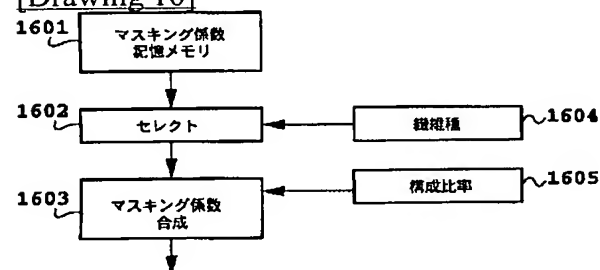 [Drawing 16]
1601
マスキング係数
記憶メモリ
1602
セレクト
繊維種
1604
1603
マスキング係数
合成
構成比率
1605